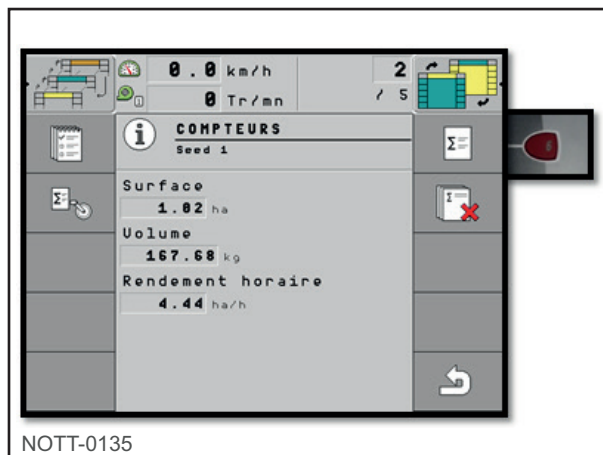 0.0 km/h
2
0 Tr/mn
/ 5
i COMPTEURS
Seed 1
Σ
Surface
1.02 ha
Σ
Σ
Volume
167.68 kg
Rendement horaire
4.44 ha/h
NOTT-0135